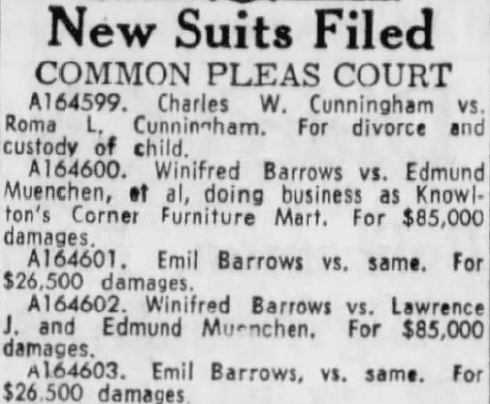 New Suits Filed
COMMON PLEAS COURT
A164599. Charles W. Cunningham vs.
Roma L. Cunningham. For divorce and
custody of child.
A164600. Winifred Barrows vs. Edmund
Muenchen, et al, doing business as Knowl-
ton's Corner Furniture Mart. For $85,000
damages.
A164601. Emil Barrows vs. same. For
$26,500 damages.
A164602. Winifred Barrows vs. Lawrence
J. and Edmund Muenchen. For $85,000
damages.
A164603. Emil Barrows, vs. same. For
$26.500 damages